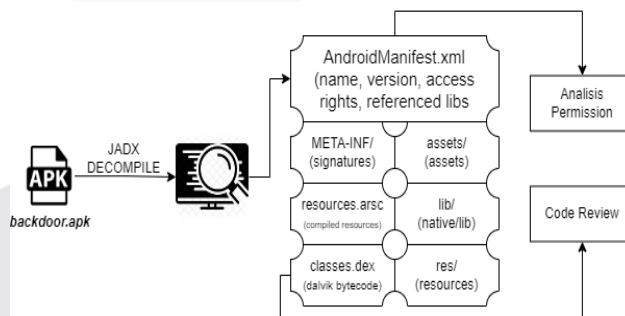 AndroidManifest.xml
(name, version, access
rights, referenced libs
Analisis
Permission
JADX
DECOMPILE
META-INF/
(signatures)
assets/
(assets)
APK
backdoor.apk
resources.arsc
(compiled resources)
lib/
(native/lib)
Code Review
classes.dex
(dalvik bytecode)
res/
(resources)